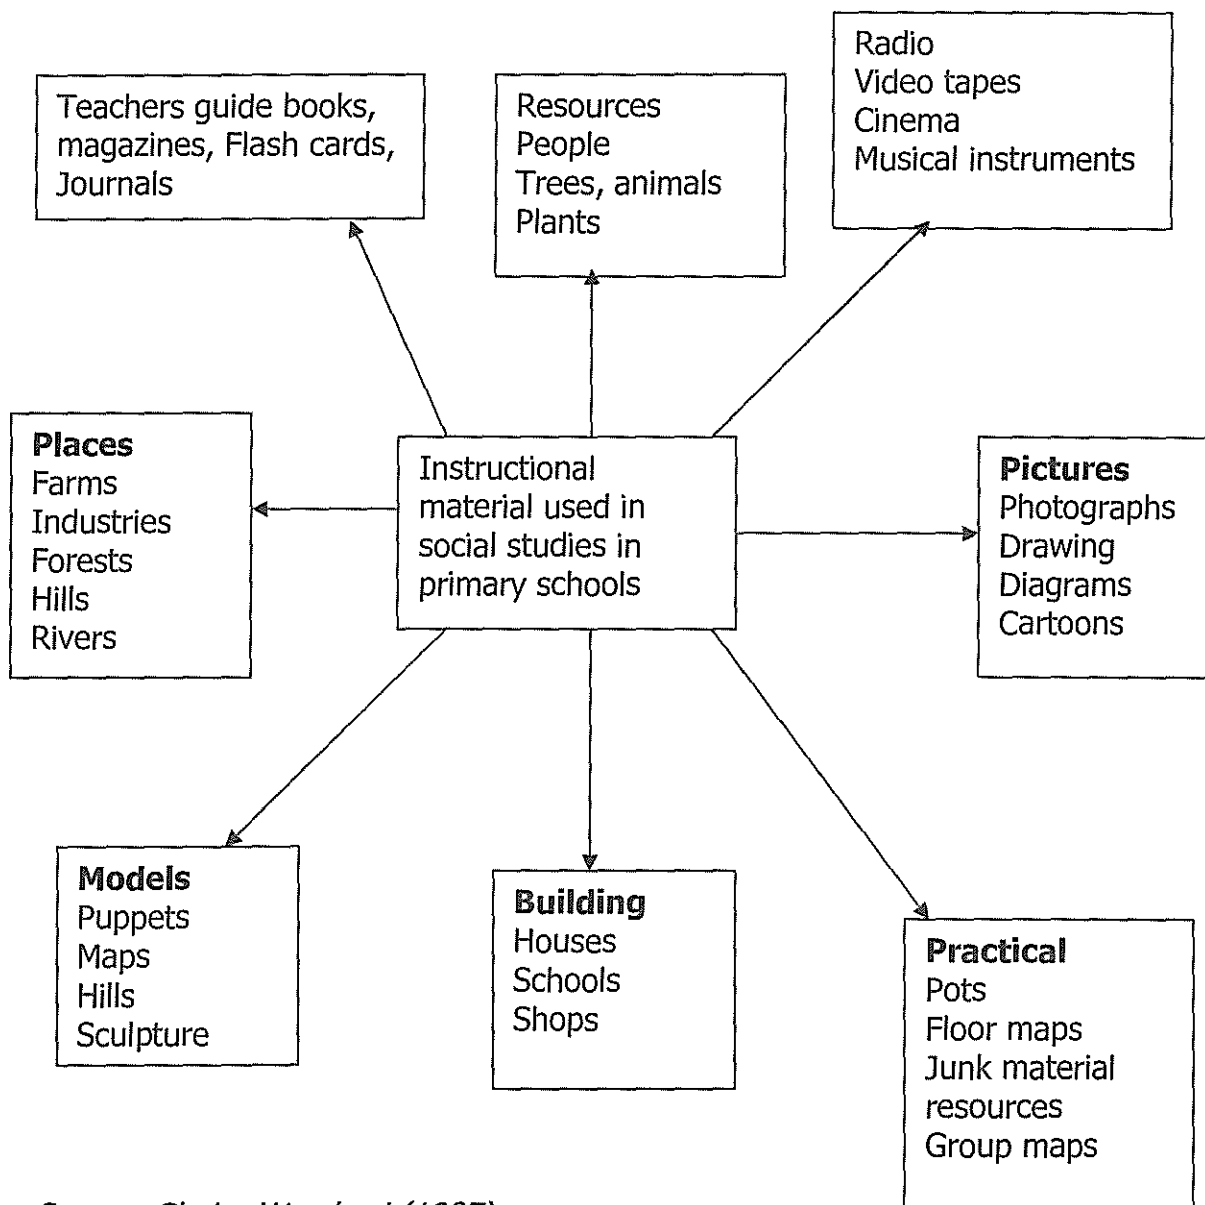 Teachers guide books,
magazines, Flash cards,
Journals
Resources
People
Trees, animals
Plants
Radio
Video tapes
Cinema
Musical instruments
Places
Farms
Industries
Forests
Hills
Rivers
Instructional
material used in
social studies in
primary schools
Pictures
Photographs
Drawing
Diagrams
Cartoons
Models
Puppets
Maps
Hills
Sculpture
Building
Houses
Schools
Shops
Practical
Pots
Floor maps
Junk material
resources
Group maps